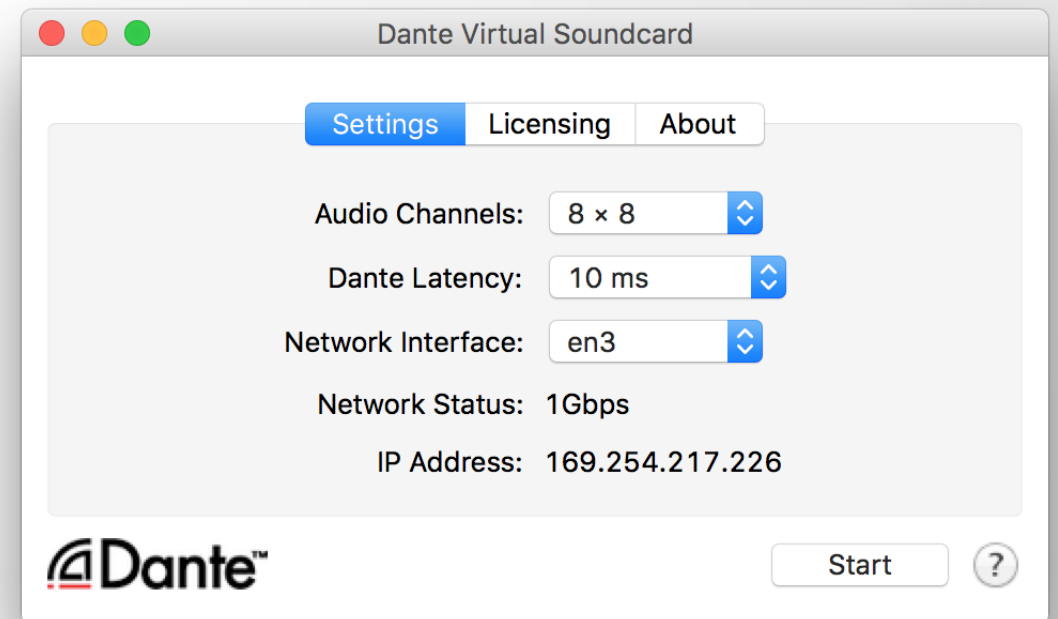 Dante Virtual Soundcard
Settings Licensing About
Audio Channels: 8 × 8
Dante Latency: 10 ms
Network Interface: en3
Network Status: 1Gbps
IP Address: 169.254.217.226
Dante™ Start ?